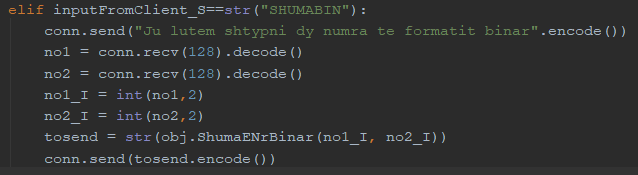 elif inputFromClient_S==str("SHUMABIN"):
    conn.send("Ju lutem shtypni dy numra te formatit binar".encode())
    no1 = conn.recv(128).decode()
    no2 = conn.recv(128).decode()
    no1_I = int(no1,2)
    no2_I = int(no2,2)
    tosend = str(obj.ShumaENrBinar(no1_I, no2_I))
    conn.send(tosend.encode())